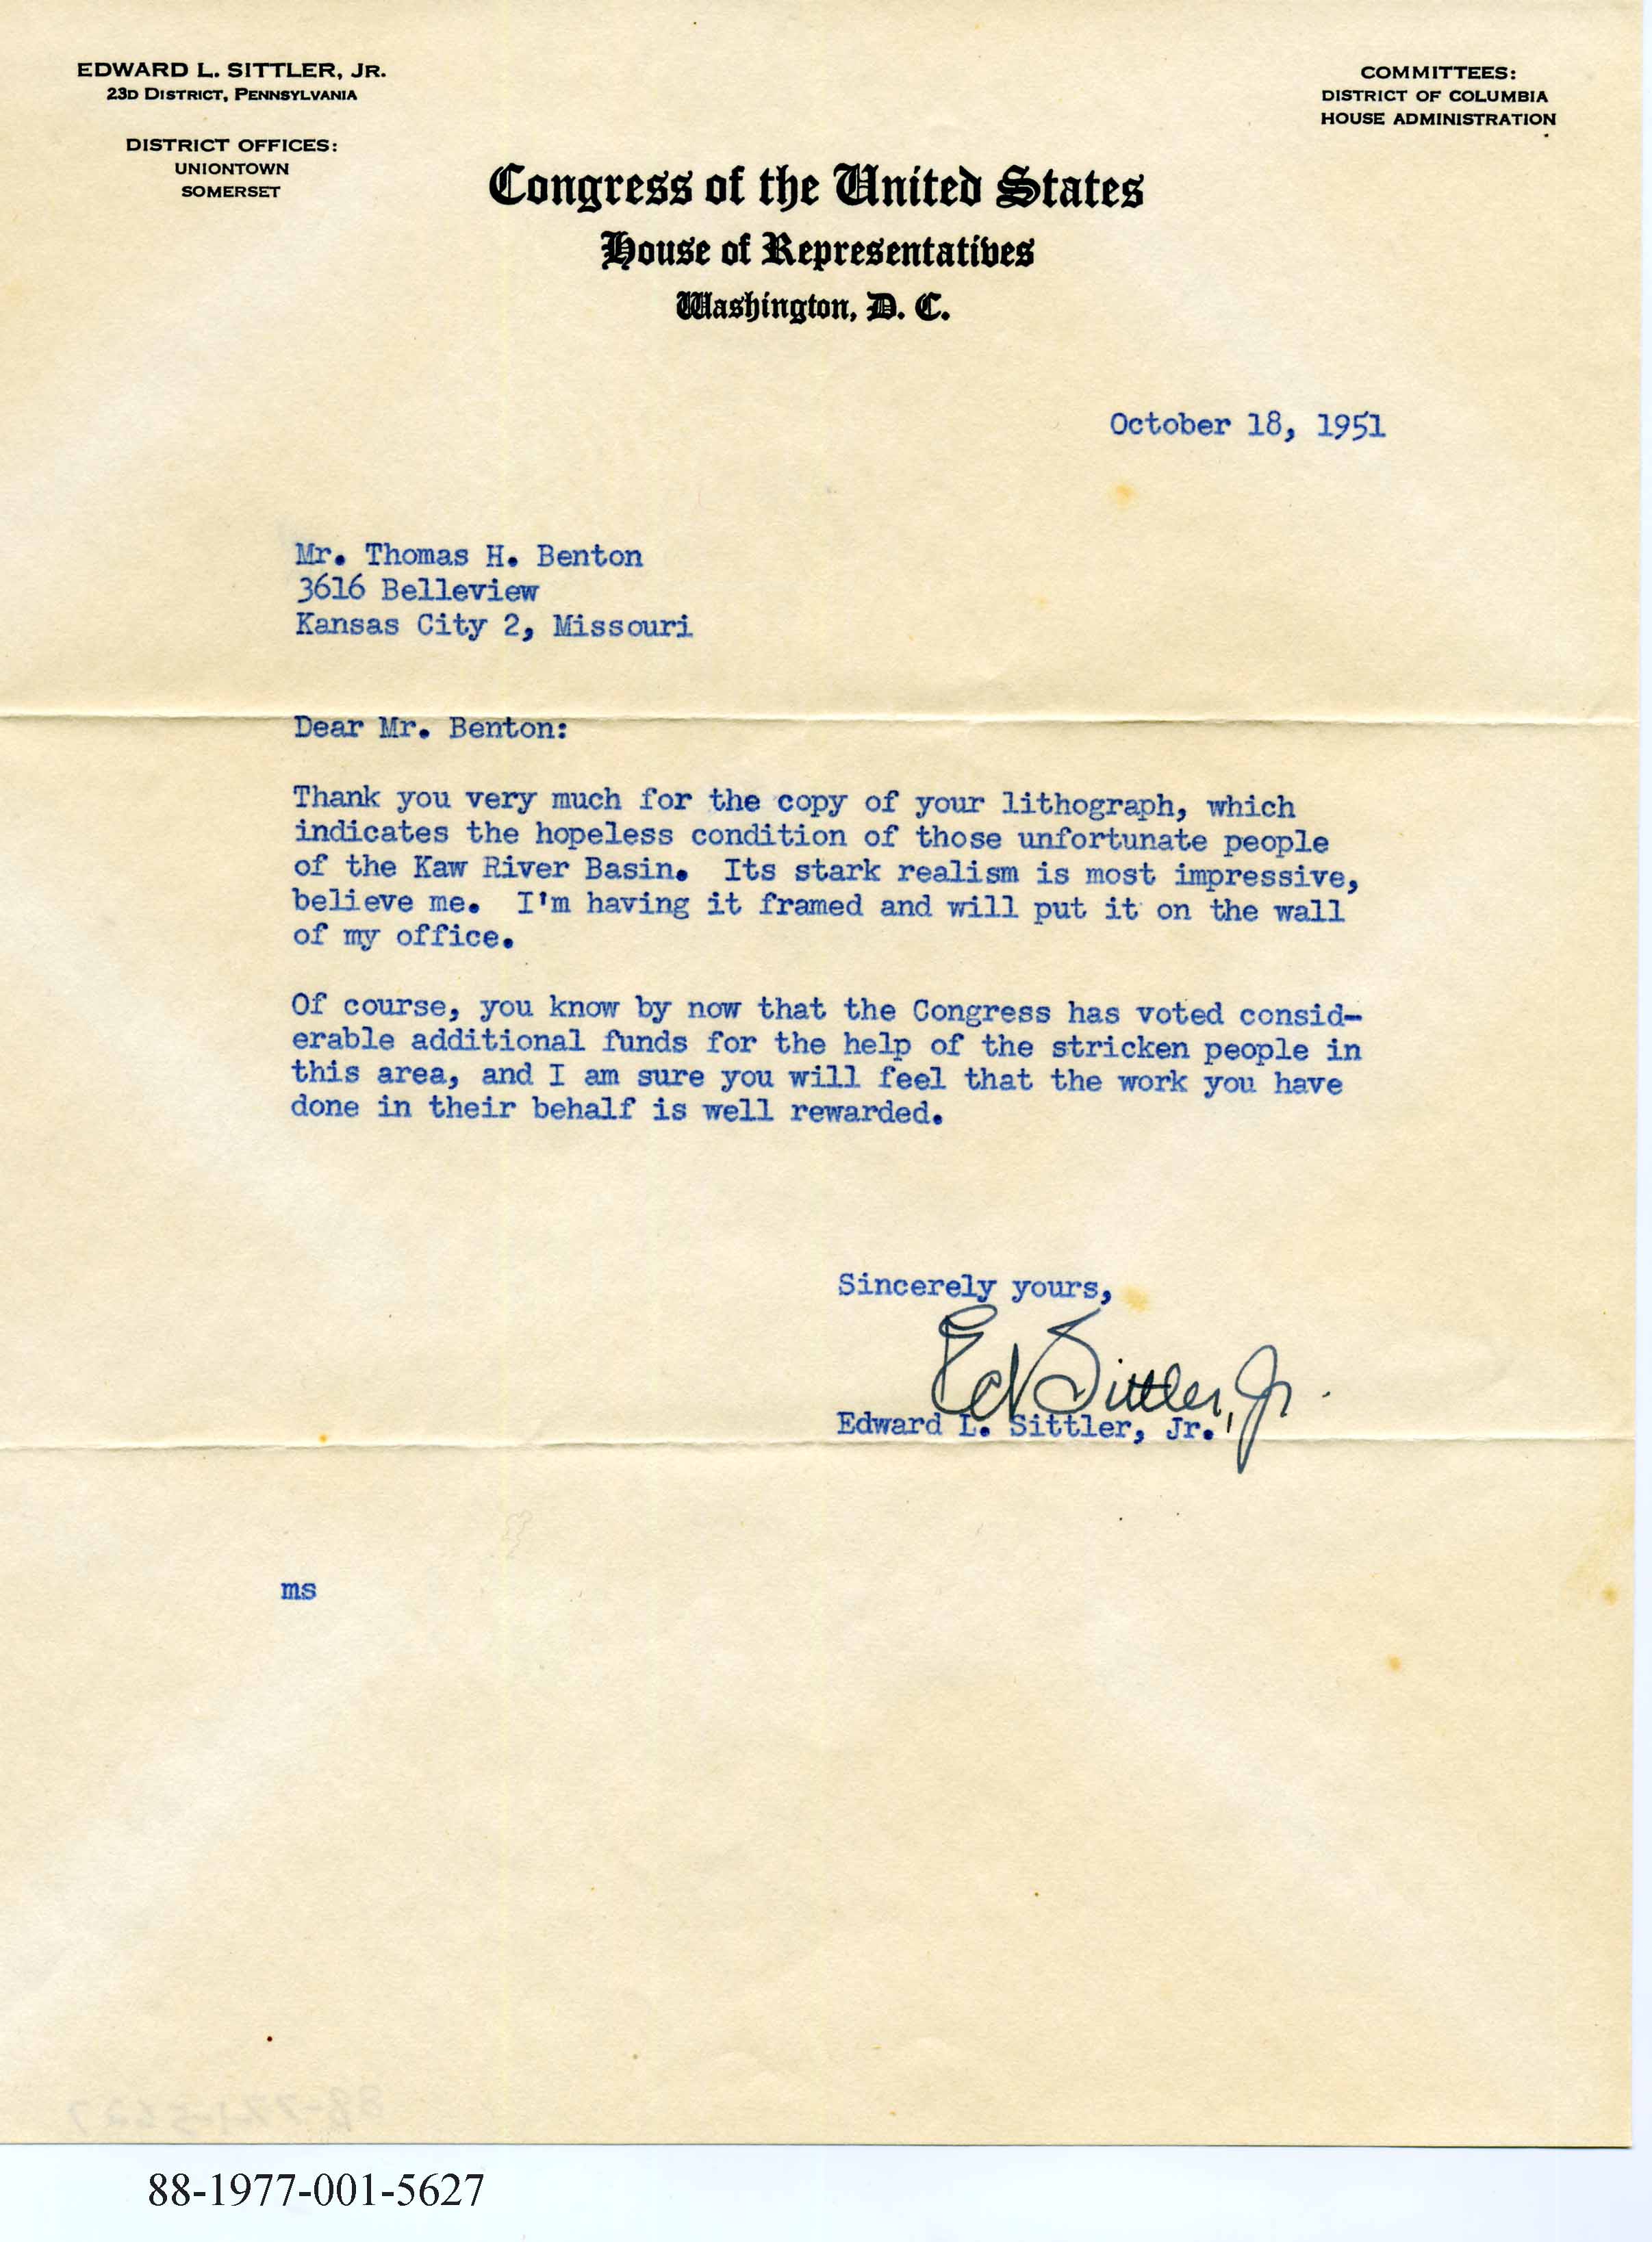 EDWARD L. SITTLER, JR.
23D DISTRICT, PENNSYLVANIA
DISTRICT OFFICES:
UNIONTOWN
SOMERSET
COMMITTEES:
DISTRICT OF COLUMBIA
HOUSE ADMINISTRATION
Congress of the United States
House of Representatives
Washington, D. C.
October 18, 1951
Mr. Thomas H. Benton
3616 Belleview
Kansas City 2, Missouri
Dear Mr. Benton:
Thank you very much for the copy of your lithograph, which
indicates the hopeless condition of those unfortunate people
of the Kaw River Basin. Its stark realism is most impressive,
believe me. I'm having it framed and will put it on the wall
of my office.
Of course, you know by now that the Congress has voted consid-
erable additional funds for the help of the stricken people in
this area, and I am sure you will feel that the work you have
done in their behalf is well rewarded.
Sincerely yours,
Ed Sittler, Jr.
Edward L. Sittler, Jr.
ms
88-1977-001-5627